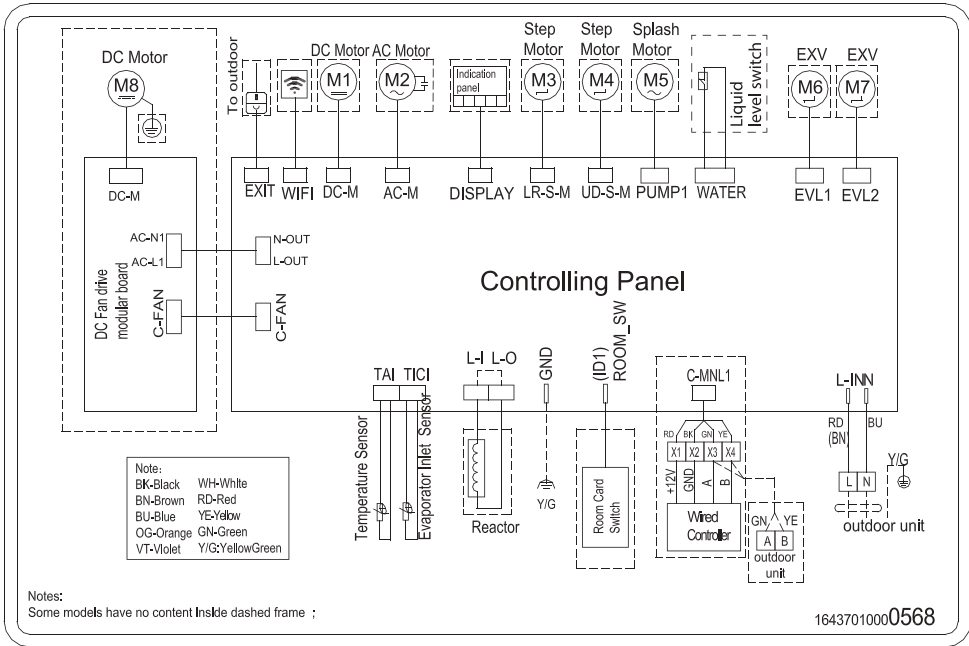 DC Motor
M8
To outdoor
DC Motor
M1
AC Motor
M2
Indication
panel
Step
Motor
M3
Step
Motor
M4
Splash
Motor
M5
Liquid
level switch
EXV
M6
EXV
M7
DC-M
EXIT
WIFI
DC-M
AC-M
DISPLAY
LR-S-M
UD-S-M
PUMP1
WATER
EVL1
EVL2
AC-N1
AC-L1
N-OUT
L-OUT
DC Fan drive
modular board
C-FAN
C-FAN
Controlling Panel
TAI
TICI
L-I
L-O
GND
(ID1)
ROOM_SW
C-MNL1
L-INN
Temperature Sensor
Evaporator Inlet Sensor
Reactor
Y/G
Room Card
Switch
RD
BK
GN
YE
X1
X2
X3
X4
+12V
GND
A
B
Wired
Controller
GN
YE
A
B
outdoor
unit
RD
(BN)
BU
Y/G
L
N
outdoor unit
Note:
BK-Black WH-White
BN-Brown RD-Red
BU-Blue YE-Yellow
OG-Orange GN-Green
VT-Violet Y/G:YellowGreen
Notes:
Some models have no content Inside dashed frame ;
16437010000568